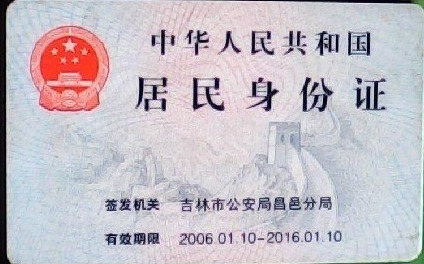 中华人民共和国
居民身份证
签发机关 吉林市公安局昌邑分局
有效期限 2006.01.10-2016.01.10